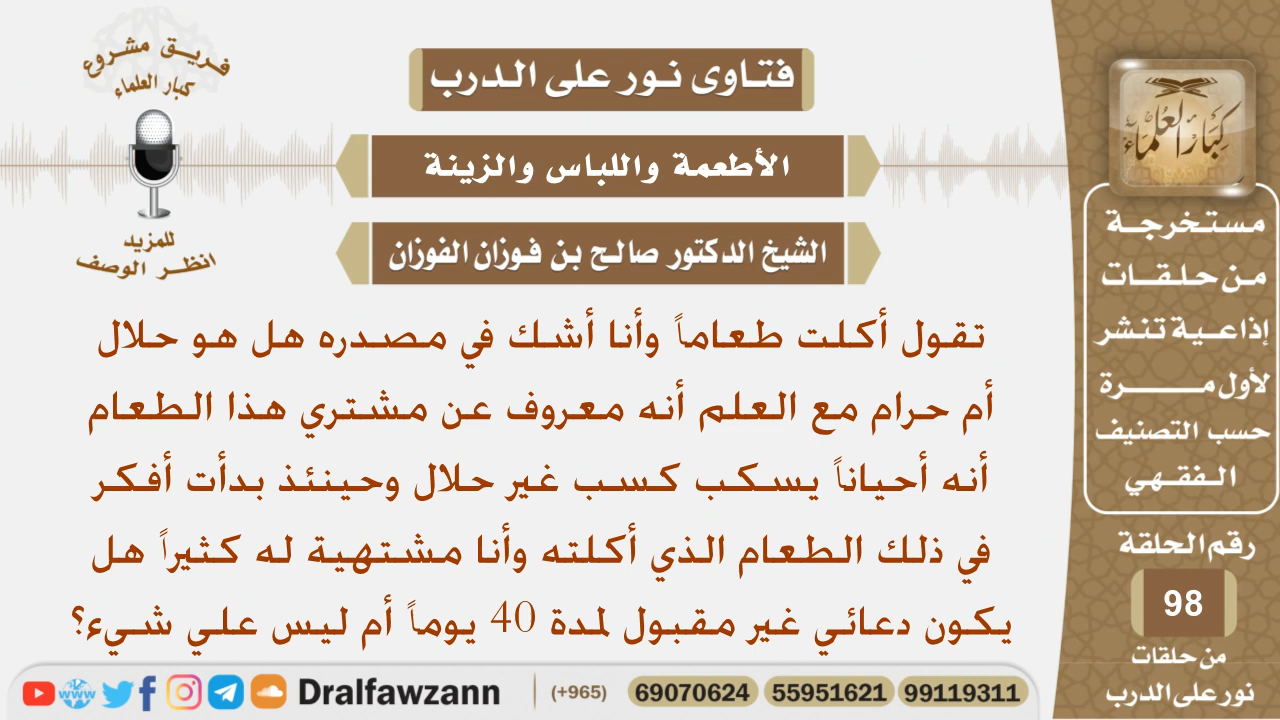 فريق مشروع
كبار العلماء
للمزيد
انظر الوصف
فتاوى نور على الدرب
الأطعمة واللباس والزينة
الشيخ الدكتور صالح بن فوزان الفوزان
تقول أكلت طعاماً وأنا أشك في مصدره هل هو حلال
أم حرام مع العلم أنه معروف عن مشتري هذا الطعام
أنه أحياناً يسكب كسب غير حلال وحينئذ بدأت أفكر
في ذلك الطعام الذي أكلته وأنا مشتهية له كثيراً هل
يكون دعائي غير مقبول لمدة 40 يوماً أم ليس علي شيء؟
كبار العلماء
مستخرجة
من حلقات
إذاعية تنشر
لأول مرة
حسب التصنيف
الفقهي
رقم الحلقة
98
من حلقات
نور على الدرب
www
Dralfawzann
(+965)
69070624
55951621
99119311